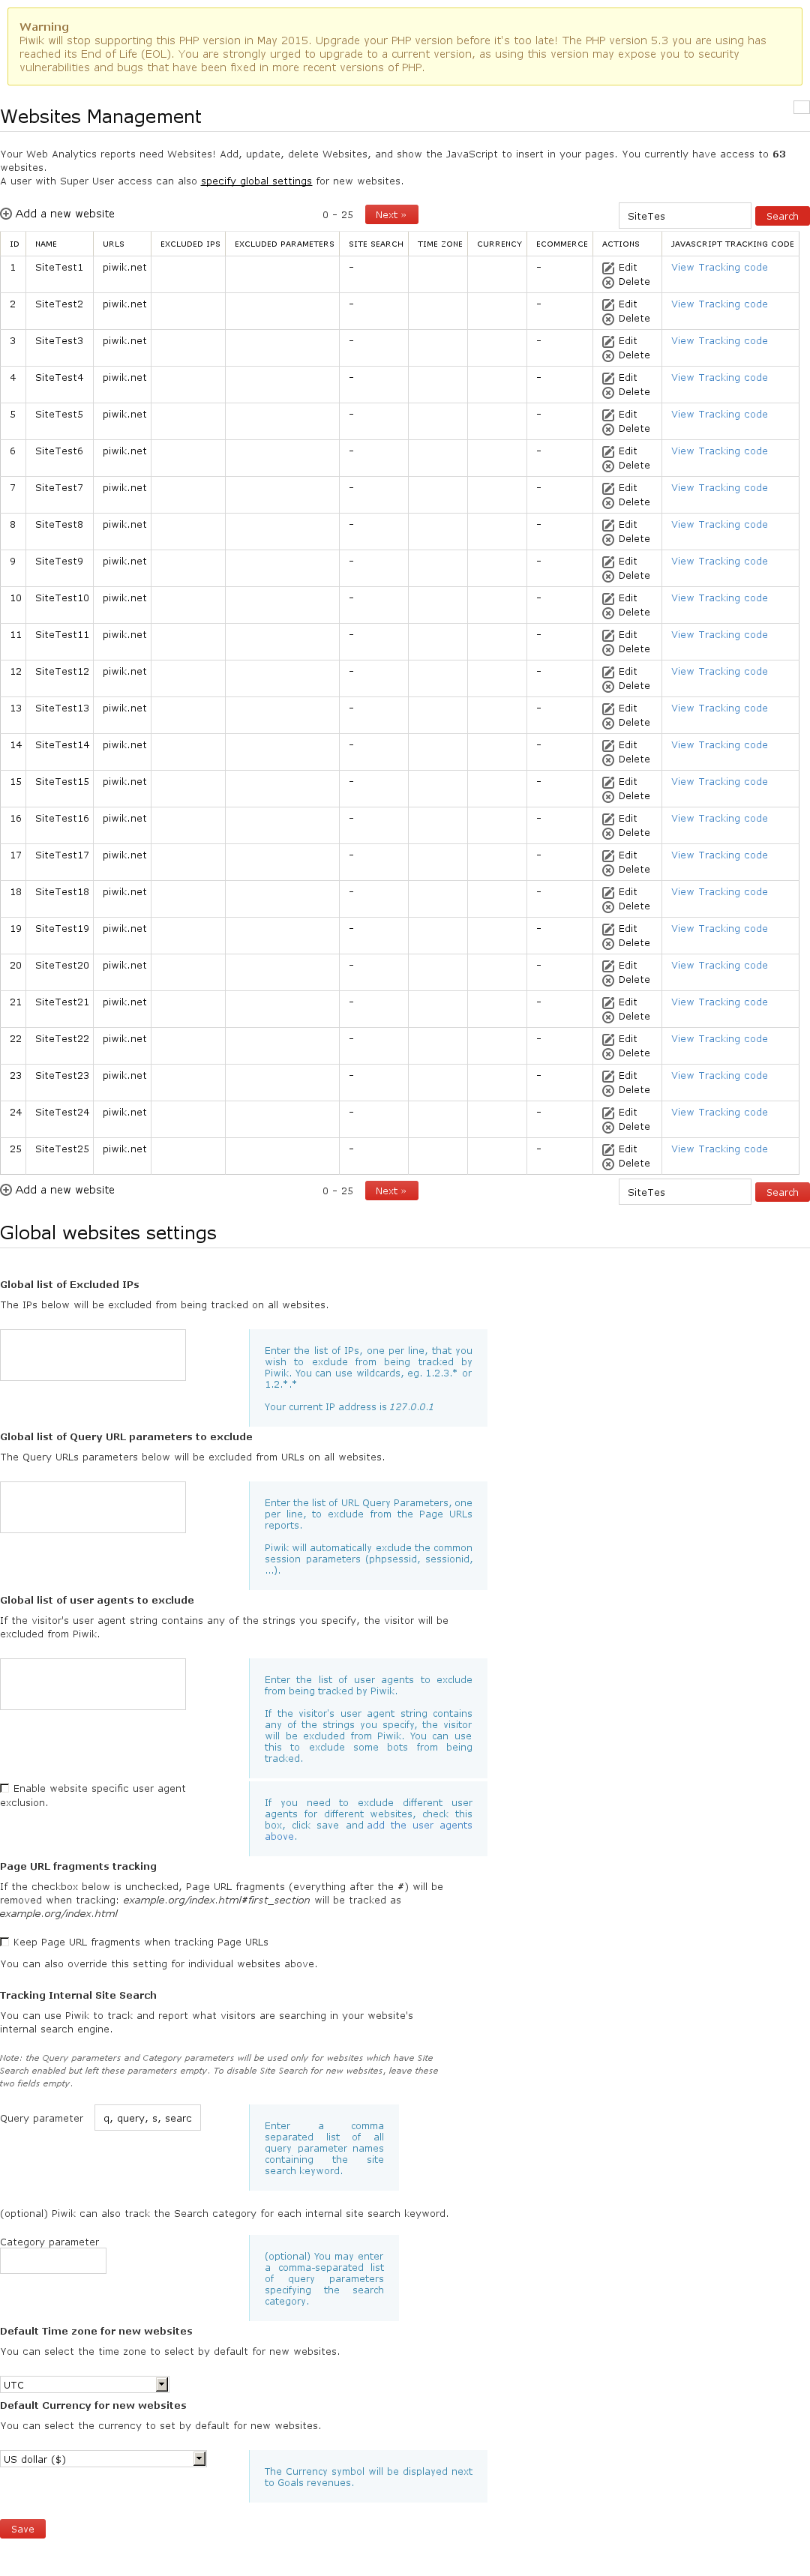 Warning
Piwik will stop supporting this PHP version in May 2015. Upgrade your PHP version before it's too late! The PHP version 5.3 you are using has
reached its End of Life (EOL). You are strongly urged to upgrade to a current version, as using this version may expose you to security
vulnerabilities and bugs that have been fixed in more recent versions of PHP.
Websites Management
Your Web Analytics reports need Websites! Add, update, delete Websites, and show the JavaScript to insert in your pages. You currently have access to 63
websites.
A user with Super User access can also specify global settings for new websites.
Add a new website 0 - 25 Next » SiteTes Search
ID NAME URLS EXCLUDED IPS EXCLUDED PARAMETERS SITE SEARCH TIME ZONE CURRENCY ECOMMERCE ACTIONS JAVASCRIPT TRACKING CODE
1 SiteTest1 piwik.net - - Edit View Tracking code
Delete
2 SiteTest2 piwik.net - - Edit View Tracking code
Delete
3 SiteTest3 piwik.net - - Edit View Tracking code
Delete
4 SiteTest4 piwik.net - - Edit View Tracking code
Delete
5 SiteTest5 piwik.net - - Edit View Tracking code
Delete
6 SiteTest6 piwik.net - - Edit View Tracking code
Delete
7 SiteTest7 piwik.net - - Edit View Tracking code
Delete
8 SiteTest8 piwik.net - - Edit View Tracking code
Delete
9 SiteTest9 piwik.net - - Edit View Tracking code
Delete
10 SiteTest10 piwik.net - - Edit View Tracking code
Delete
11 SiteTest11 piwik.net - - Edit View Tracking code
Delete
12 SiteTest12 piwik.net - - Edit View Tracking code
Delete
13 SiteTest13 piwik.net - - Edit View Tracking code
Delete
14 SiteTest14 piwik.net - - Edit View Tracking code
Delete
15 SiteTest15 piwik.net - - Edit View Tracking code
Delete
16 SiteTest16 piwik.net - - Edit View Tracking code
Delete
17 SiteTest17 piwik.net - - Edit View Tracking code
Delete
18 SiteTest18 piwik.net - - Edit View Tracking code
Delete
19 SiteTest19 piwik.net - - Edit View Tracking code
Delete
20 SiteTest20 piwik.net - - Edit View Tracking code
Delete
21 SiteTest21 piwik.net - - Edit View Tracking code
Delete
22 SiteTest22 piwik.net - - Edit View Tracking code
Delete
23 SiteTest23 piwik.net - - Edit View Tracking code
Delete
24 SiteTest24 piwik.net - - Edit View Tracking code
Delete
25 SiteTest25 piwik.net - - Edit View Tracking code
Delete
Add a new website 0 - 25 Next » SiteTes Search
Global websites settings
Global list of Excluded IPs
The IPs below will be excluded from being tracked on all websites.
Enter the list of IPs, one per line, that you
wish to exclude from being tracked by
Piwik. You can use wildcards, eg. 1.2.3.* or
1.2.*.*
Your current IP address is 127.0.0.1
Global list of Query URL parameters to exclude
The Query URLs parameters below will be excluded from URLs on all websites.
Enter the list of URL Query Parameters, one
per line, to exclude from the Page URLs
reports.
Piwik will automatically exclude the common
session parameters (phpsessid, sessionid,
...).
Global list of user agents to exclude
If the visitor's user agent string contains any of the strings you specify, the visitor will be
excluded from Piwik.
Enter the list of user agents to exclude
from being tracked by Piwik.
If the visitor's user agent string contains
any of the strings you specify, the visitor
will be excluded from Piwik. You can use
this to exclude some bots from being
tracked.
Enable website specific user agent
exclusion.
If you need to exclude different user
agents for different websites, check this
box, click save and add the user agents
above.
Page URL fragments tracking
If the checkbox below is unchecked, Page URL fragments (everything after the #) will be
removed when tracking: example.org/index.html#first_section will be tracked as
example.org/index.html
Keep Page URL fragments when tracking Page URLs
You can also override this setting for individual websites above.
Tracking Internal Site Search
You can use Piwik to track and report what visitors are searching in your website's
internal search engine.
Note: the Query parameters and Category parameters will be used only for websites which have Site
Search enabled but left these parameters empty. To disable Site Search for new websites, leave these
two fields empty.
Query parameter q, query, s, searc
Enter a comma
separated list of all
query parameter names
containing the site
search keyword.
(optional) Piwik can also track the Search category for each internal site search keyword.
Category parameter
(optional) You may enter
a comma-separated list
of query parameters
specifying the search
category.
Default Time zone for new websites
You can select the time zone to select by default for new websites.
UTC
Default Currency for new websites
You can select the currency to set by default for new websites.
US dollar ($)
The Currency symbol will be displayed next
to Goals revenues.
Save